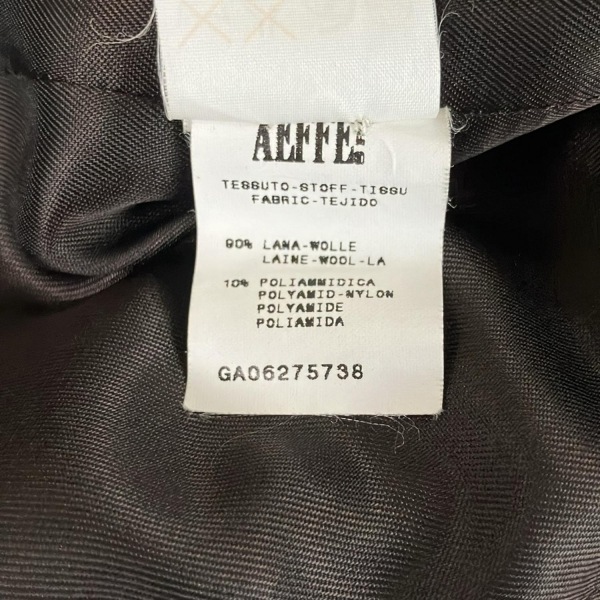 AEFFE SPA
TESSUTO-STOFF-TISSU
FABRIC-TEJIDO
90% LANA-WOLLE
LAINE-WOOL-LA
10% POLIAMMIDICA
POLYAMID-NYLON
POLYAMIDE
POLIAMIDA
GA06275738